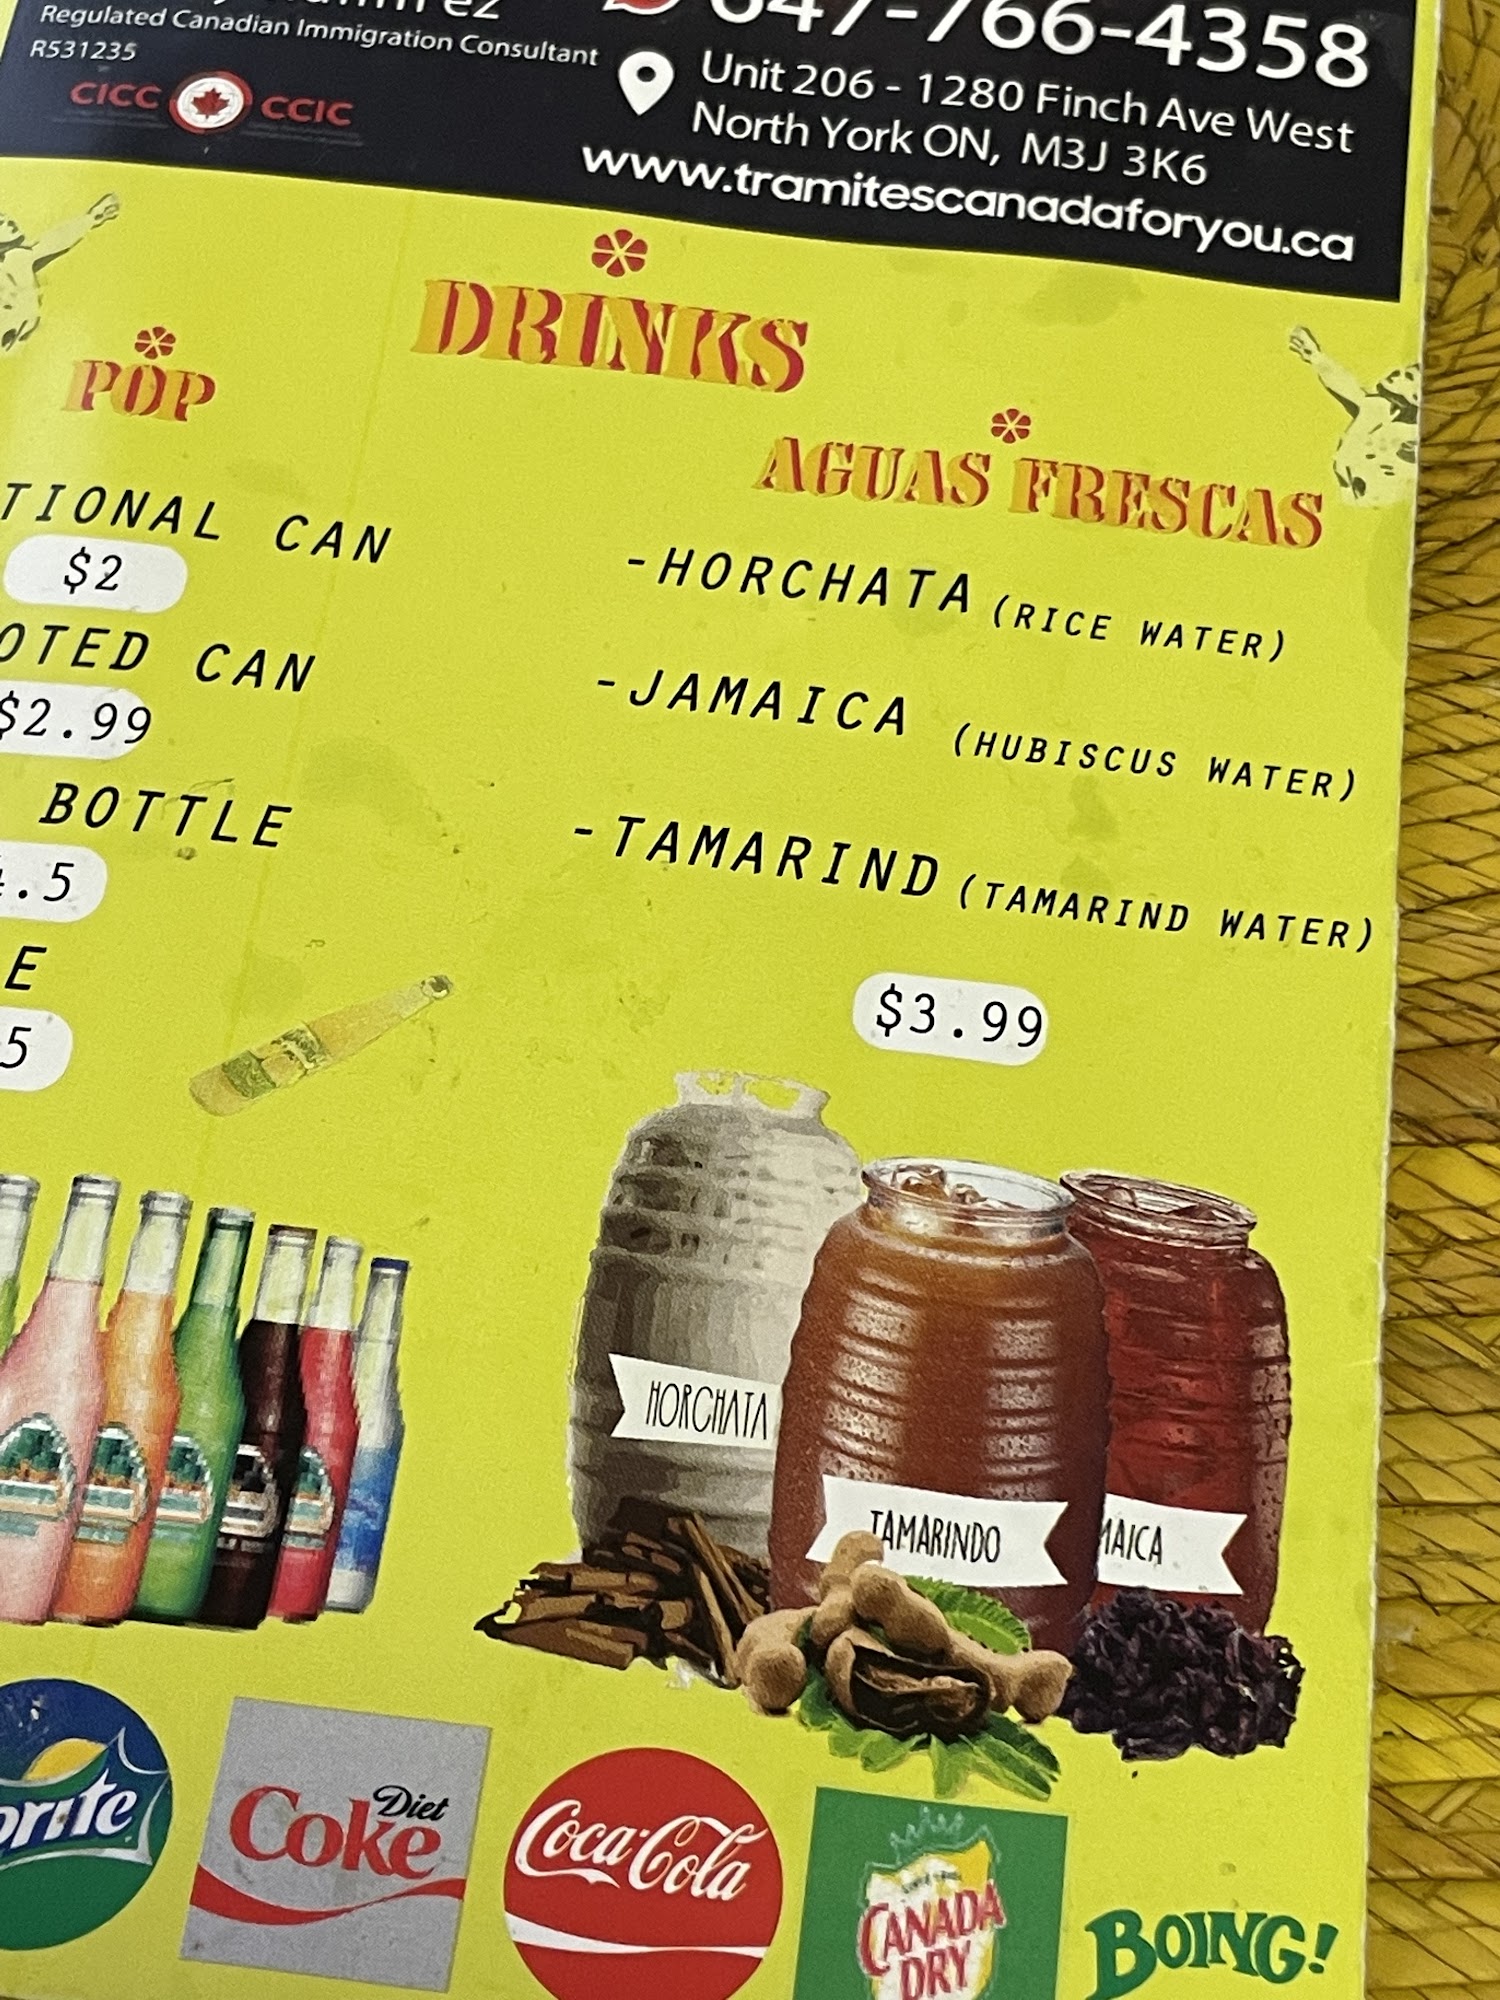 Regulated Canadian Immigration Consultant
R531235
CICC CCIC
647-766-4358
Unit 206 - 1280 Finch Ave West
North York ON, M3J 3K6
www.tramitescanadaforyou.ca
DRINKS
POP
TIONAL CAN
$2
OTED CAN
$2.99
BOTTLE
.5
E
5
AGUAS FRESCAS
-HORCHATA (RICE WATER)
-JAMAICA (HUBISCUS WATER)
-TAMARIND (TAMARIND WATER)
$3.99
HORCHATA
TAMARINDO
MAICA
prite
Diet
Coke
Coca-Cola
CANADA
DRY
BOING!